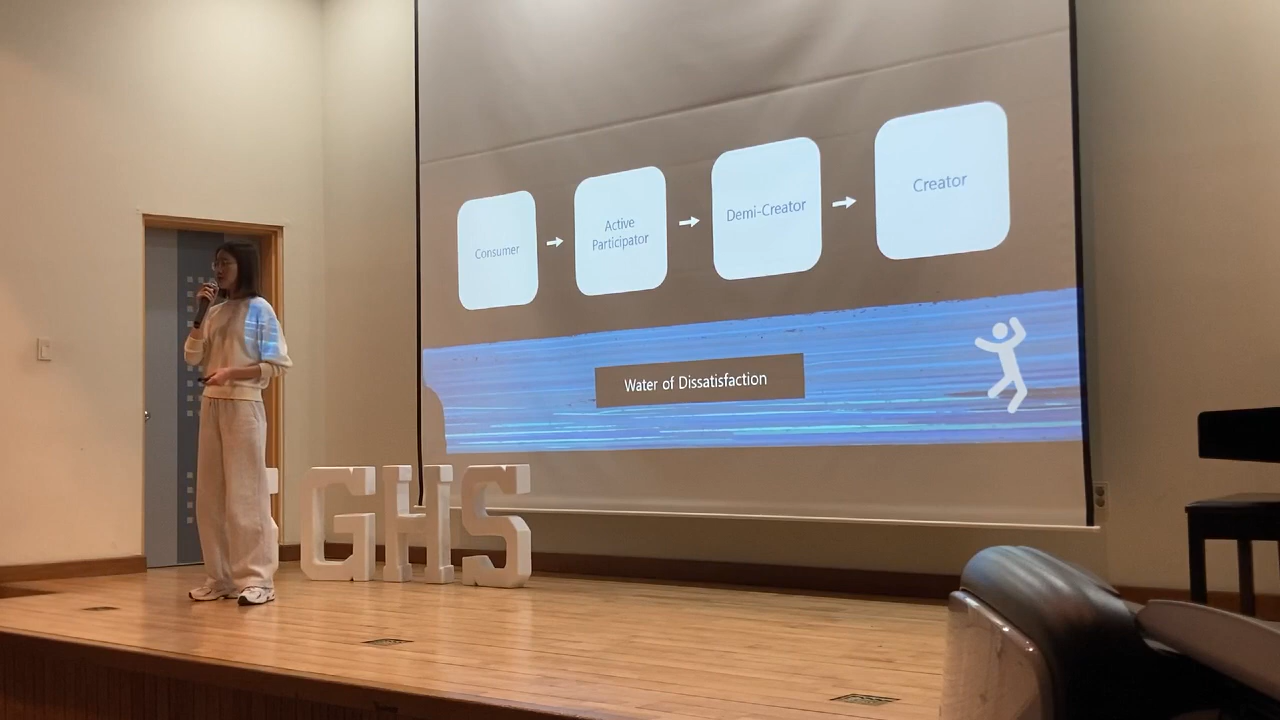 Consumer
Active
Participator
Demi-Creator
Creator
Water of Dissatisfaction
GHS